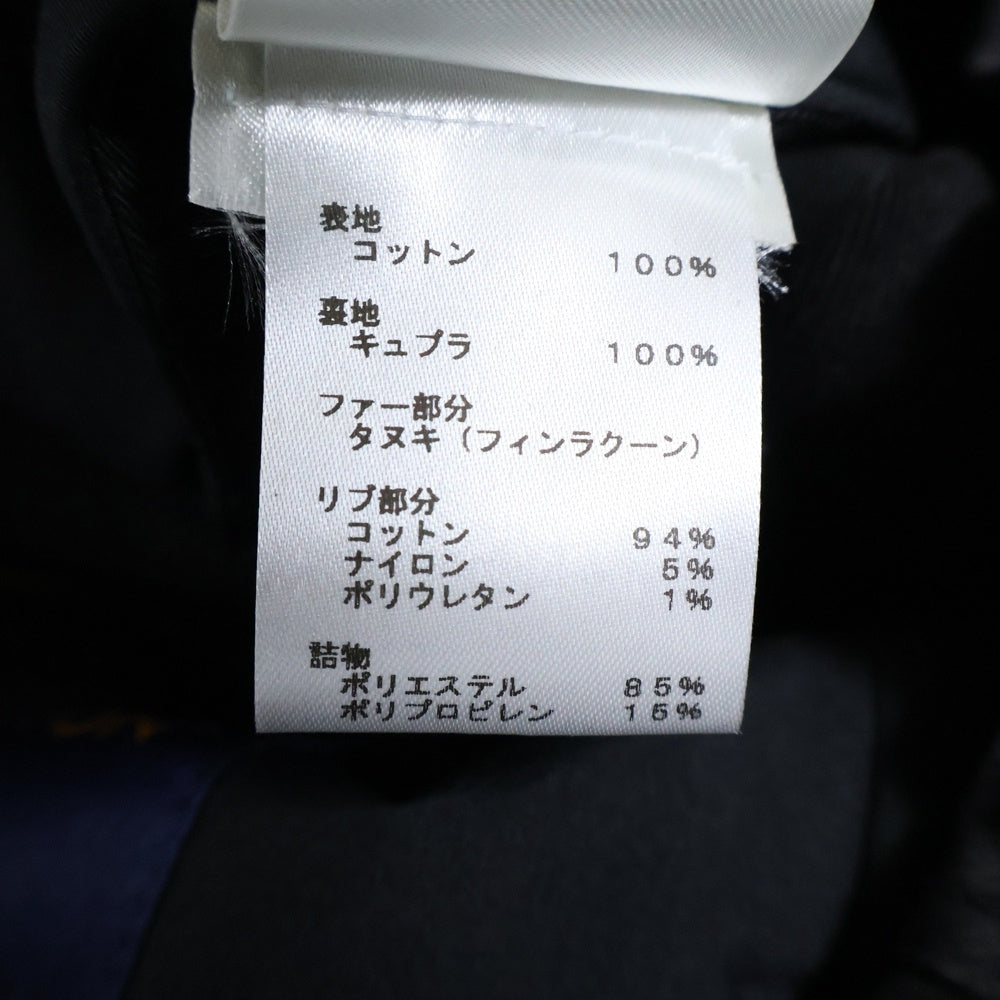 表地
コットン 100%
裏地
キュプラ 100%
ファー部分
タヌキ(フィンラクーン)
リブ部分
コットン 94%
ナイロン 5%
ポリウレタン 1%
詰物
ポリエステル 85%
ポリプロピレン 15%